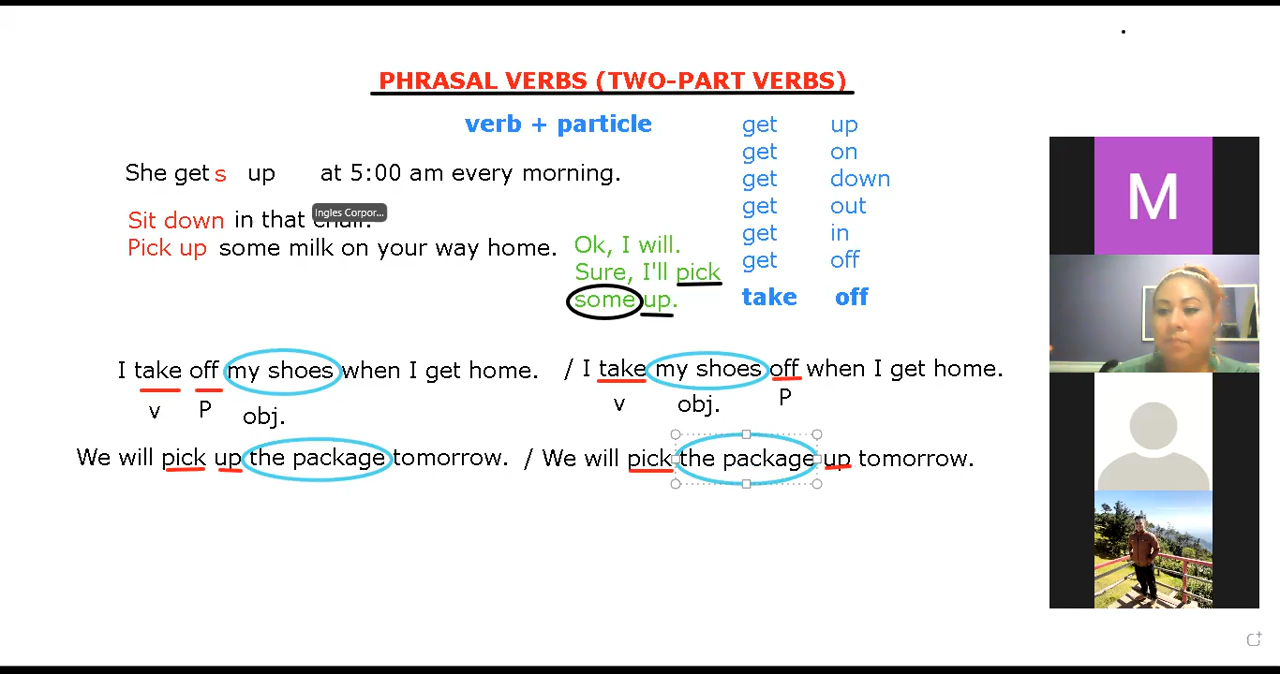 PHRASAL VERBS (TWO-PART VERBS)
verb + particle
get up
get on
get down
get out
get in
get off
take off
She gets up at 5:00 am every morning.
Ingles Corpor...
Sit down in that chair.
Pick up some milk on your way home.
Ok, I will.
Sure, I'll pick
some up.
I take off my shoes when I get home. / I take my shoes off when I get home.
v P obj. v obj. P
We will pick up the package tomorrow. / We will pick the package up tomorrow.
M